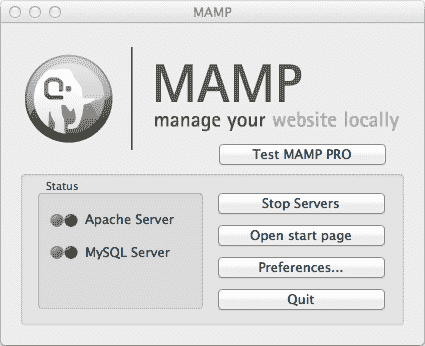 MAMP
MAMP
manage your website locally
Test MAMP PRO
Status
Apache Server
MySQL Server
Stop Servers
Open start page
Preferences...
Quit